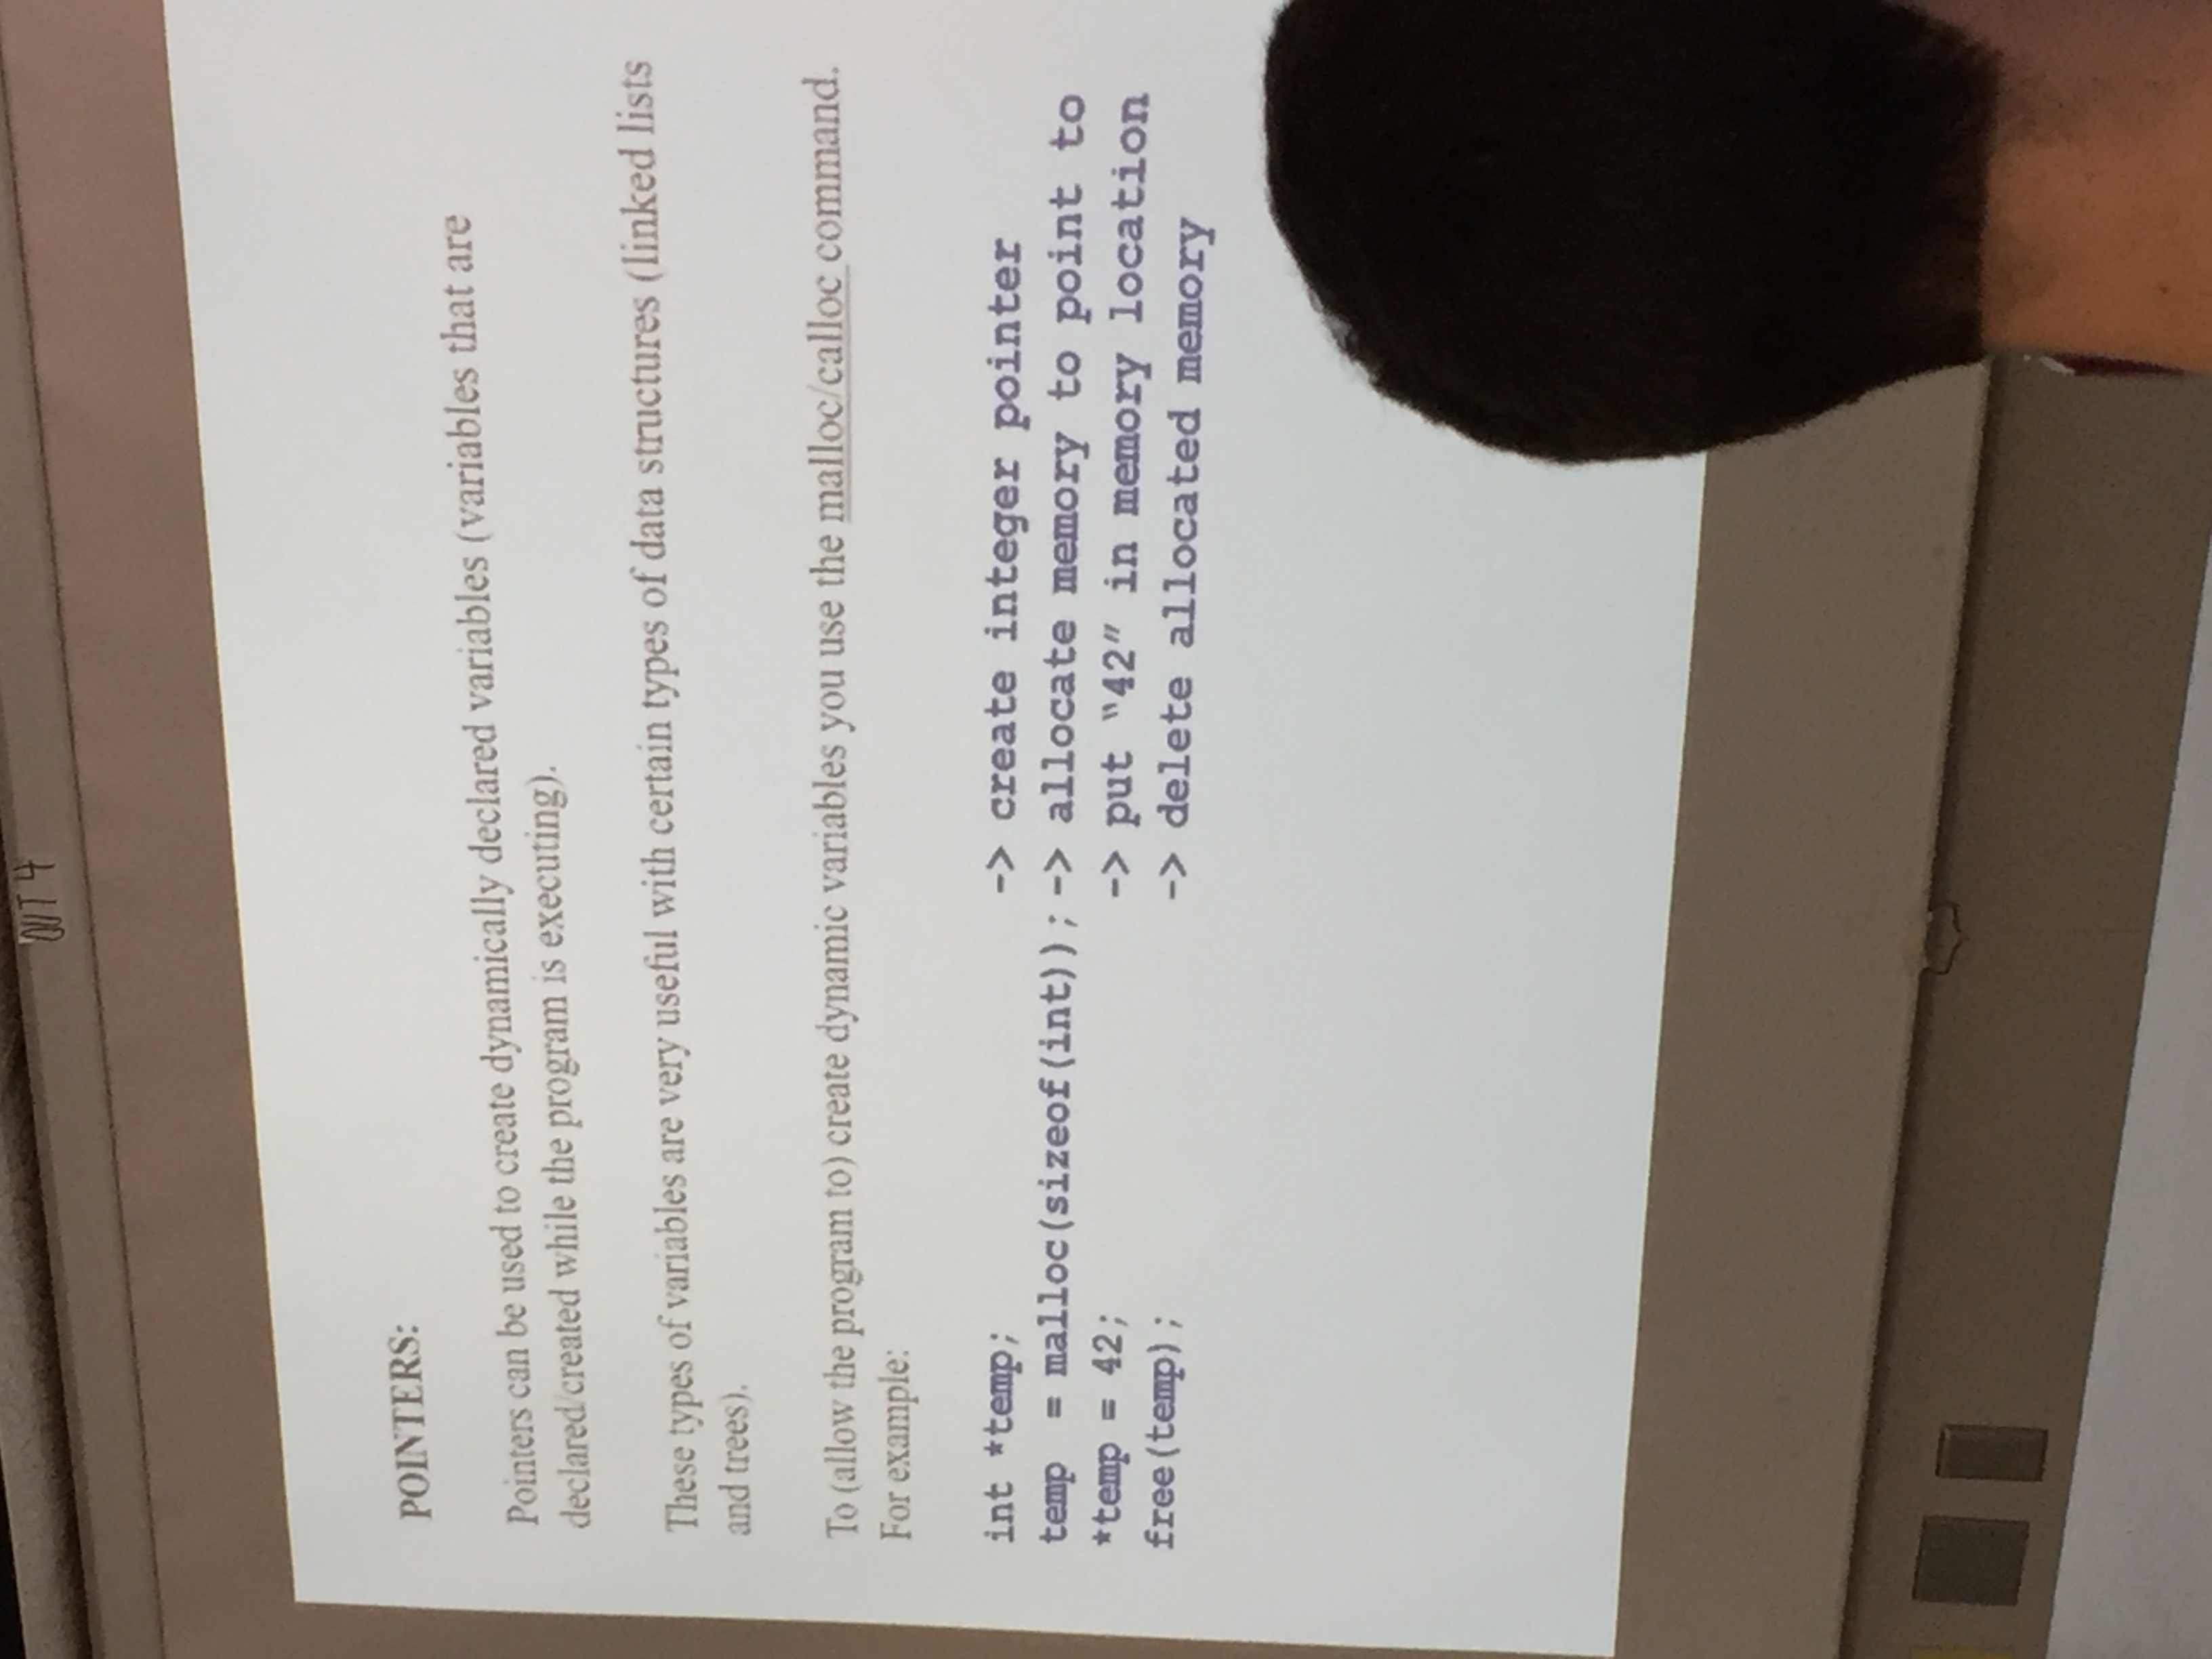 OUT 4
POINTERS:
Pointers can be used to create dynamically declared variables (variables that are
declared/created while the program is executing).
These types of variables are very useful with certain types of data structures (linked lists
and trees).
To (allow the program to) create dynamic variables you use the malloc/calloc command.
For example:
int *temp; -> create integer pointer
temp = malloc(sizeof(int)); -> allocate memory to point to
*temp = 42; -> put "42" in memory location
free(temp); -> delete allocated memory